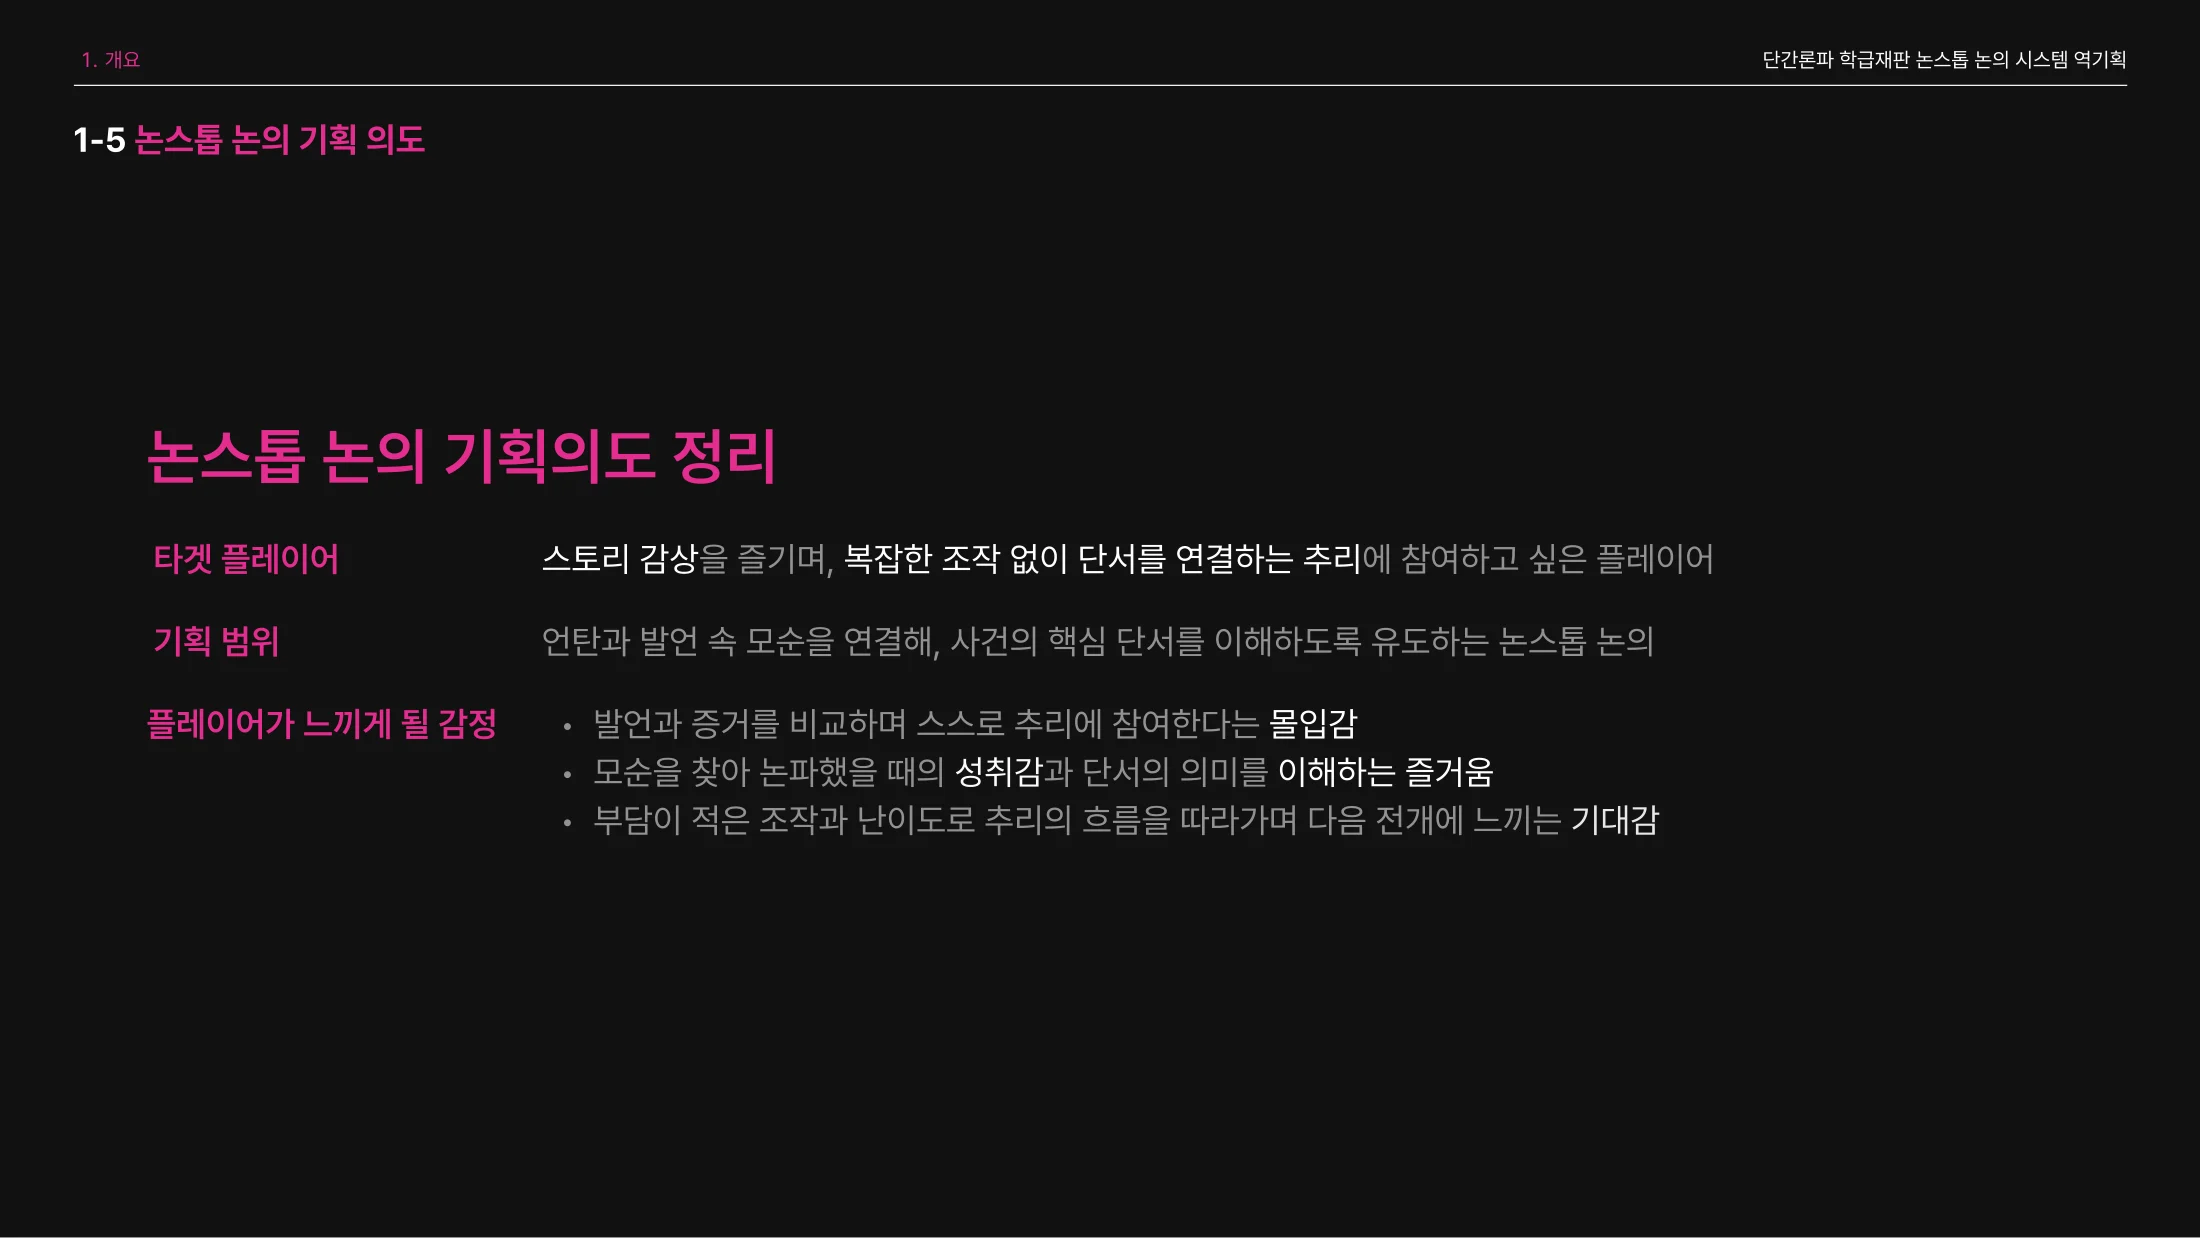 1. 개요
단간론파 학급재판 논스톱 논의 시스템 역기획
1-5 논스톱 논의 기획 의도
논스톱 논의 기획의도 정리
타겟 플레이어
스토리 감상을 즐기며, 복잡한 조작 없이 단서를 연결하는 추리에 참여하고 싶은 플레이어
기획 범위
언탄과 발언 속 모순을 연결해, 사건의 핵심 단서를 이해하도록 유도하는 논스톱 논의
플레이어가 느끼게 될 감정
• 발언과 증거를 비교하며 스스로 추리에 참여한다는 몰입감
• 모순을 찾아 논파했을 때의 성취감과 단서의 의미를 이해하는 즐거움
• 부담이 적은 조작과 난이도로 추리의 흐름을 따라가며 다음 전개에 느끼는 기대감